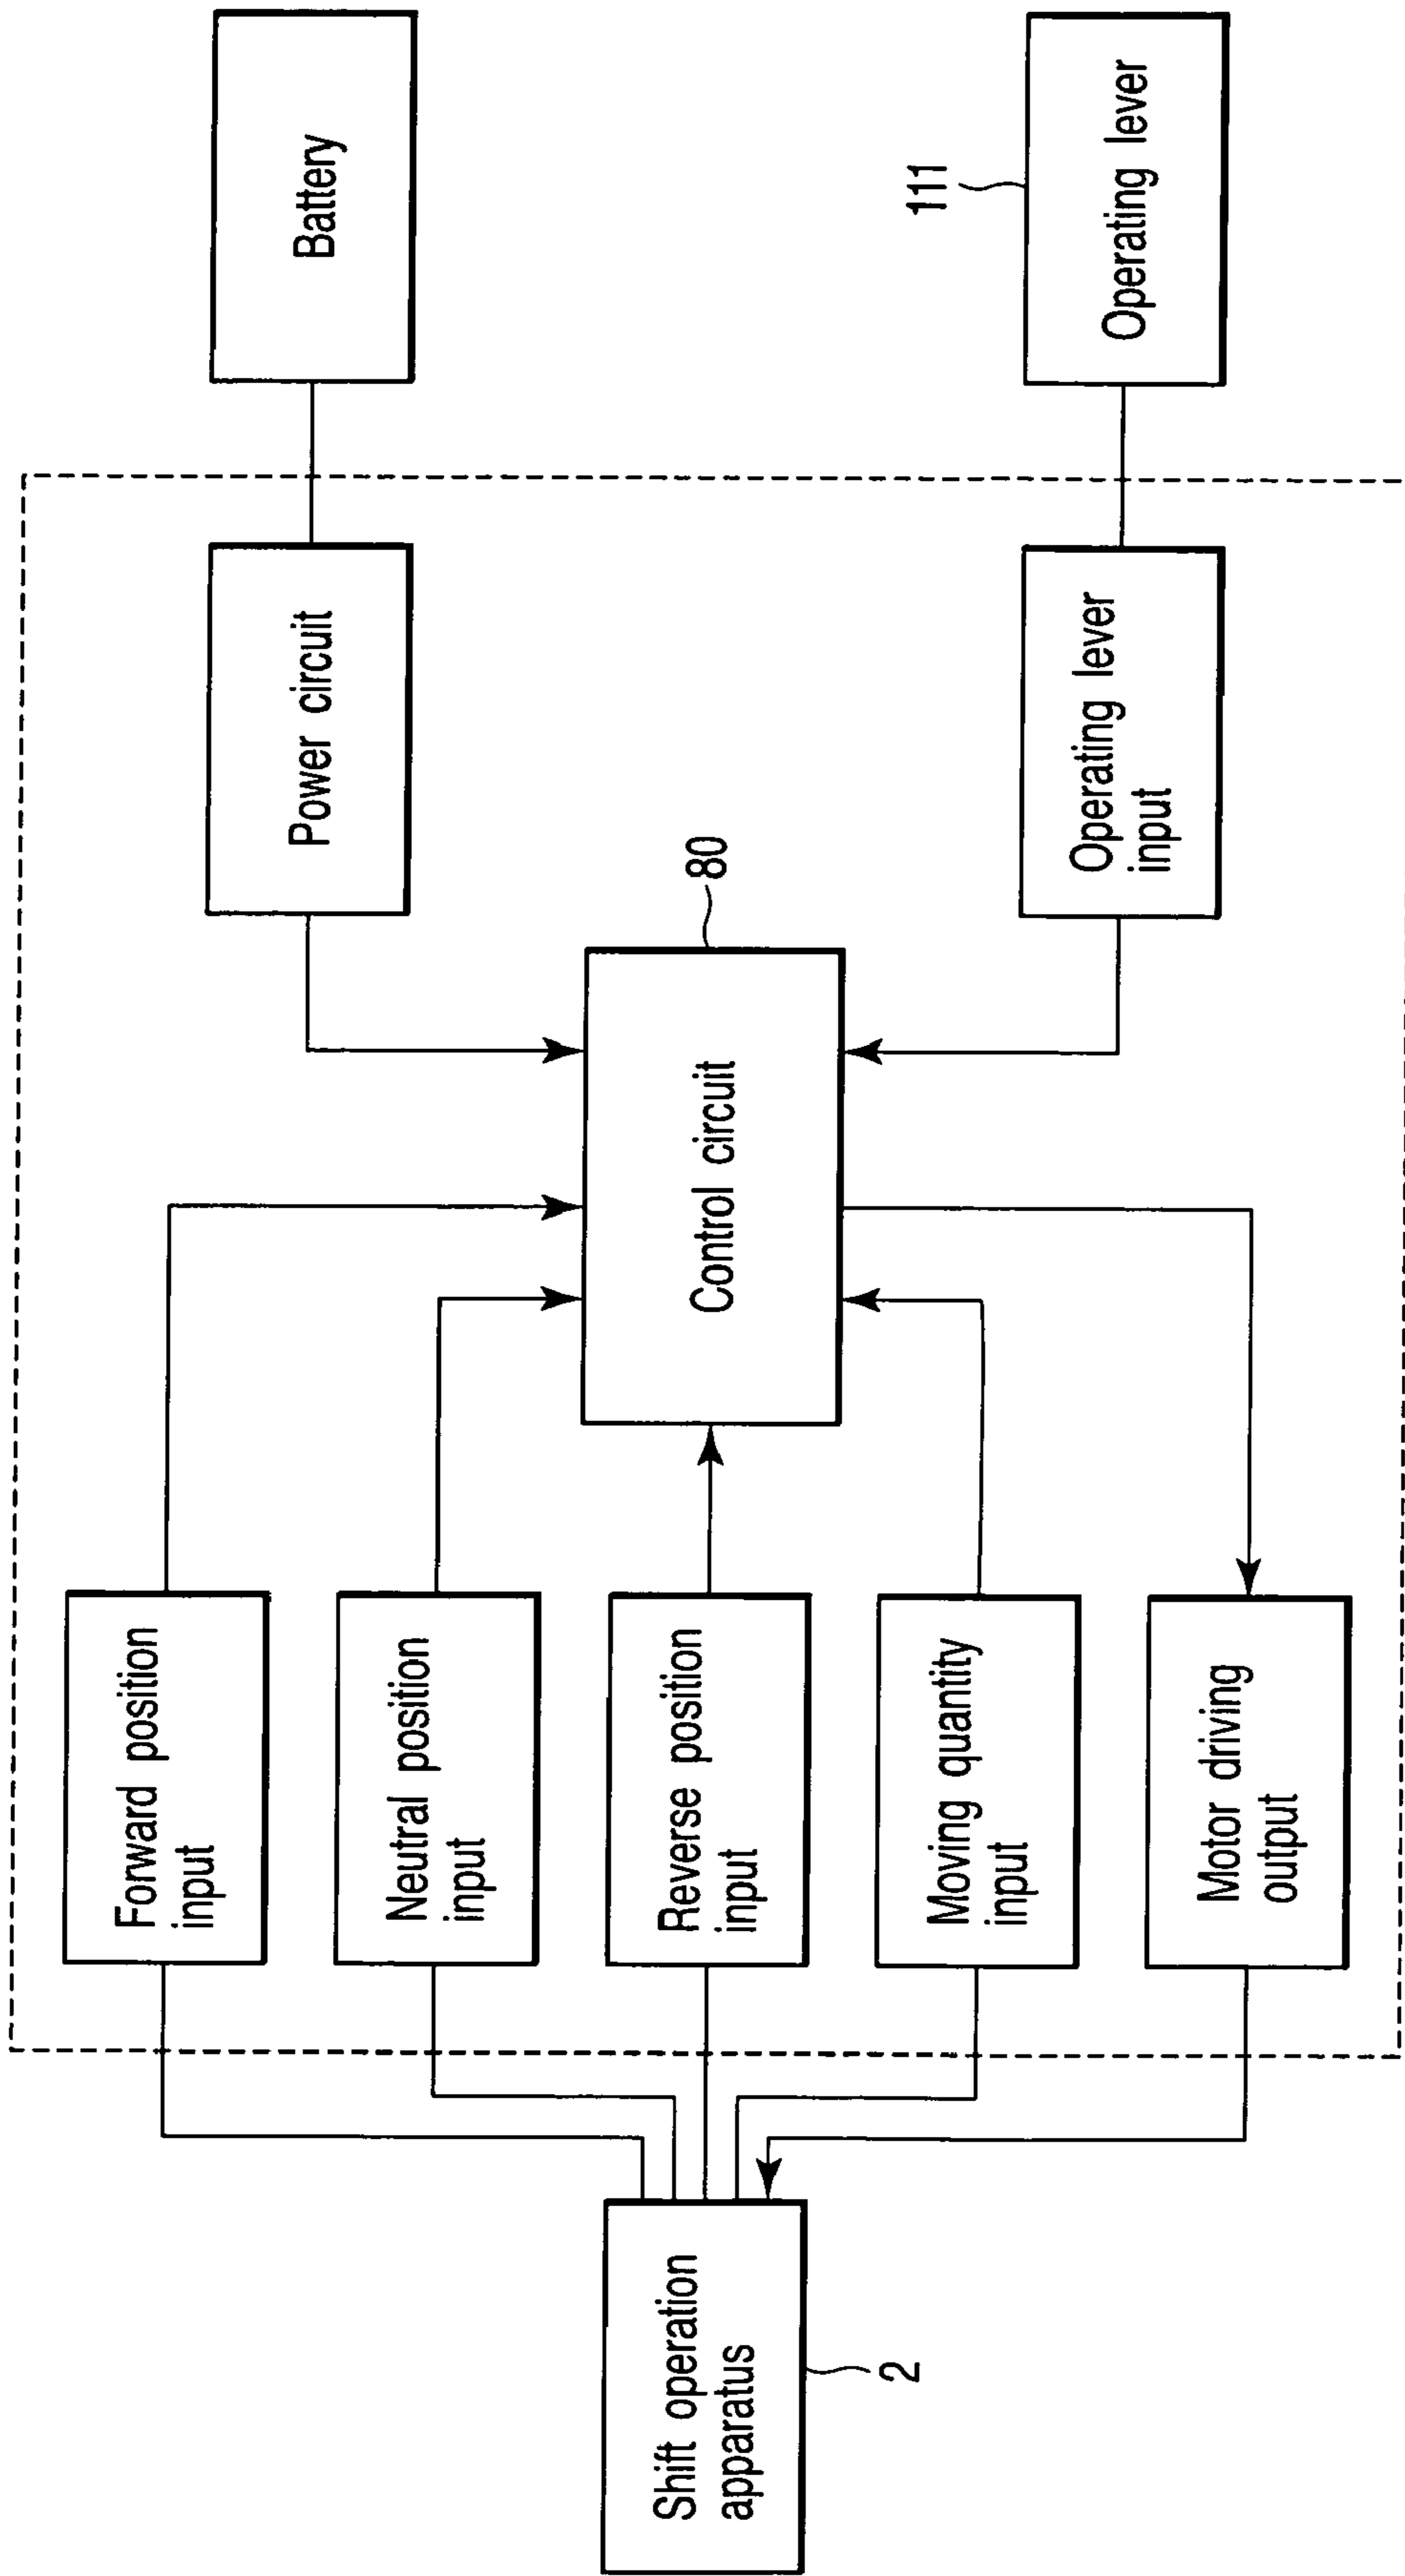 Shift operation
apparatus
2
Forward position
input
Neutral position
input
Reverse position
input
Moving quantity
input
Motor driving
output
Control circuit
80
Power circuit
Operating lever
input
Battery
Operating lever
111